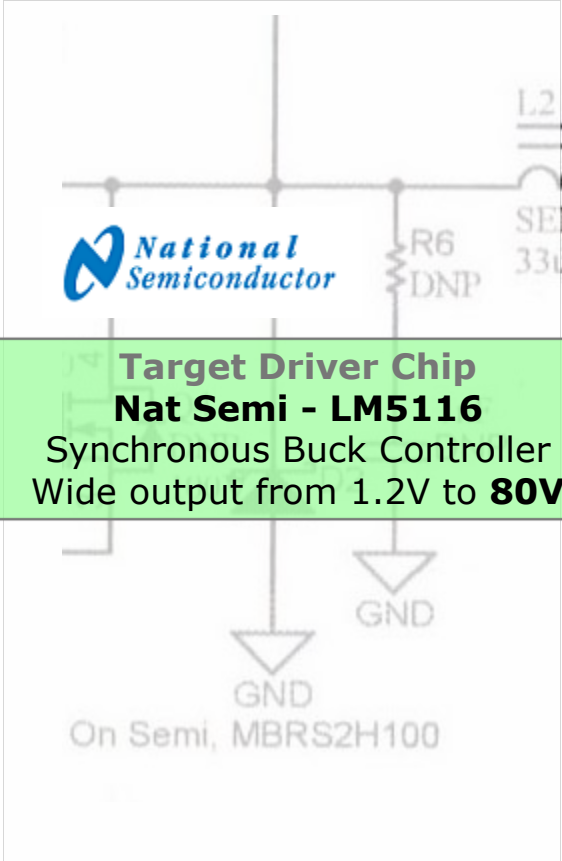 L2
SE
33
R6
DNP
National
Semiconductor
Target Driver Chip
Nat Semi - LM5116
Synchronous Buck Controller
Wide output from 1.2V to 80V
GND
GND
On Semi, MBRS2H100